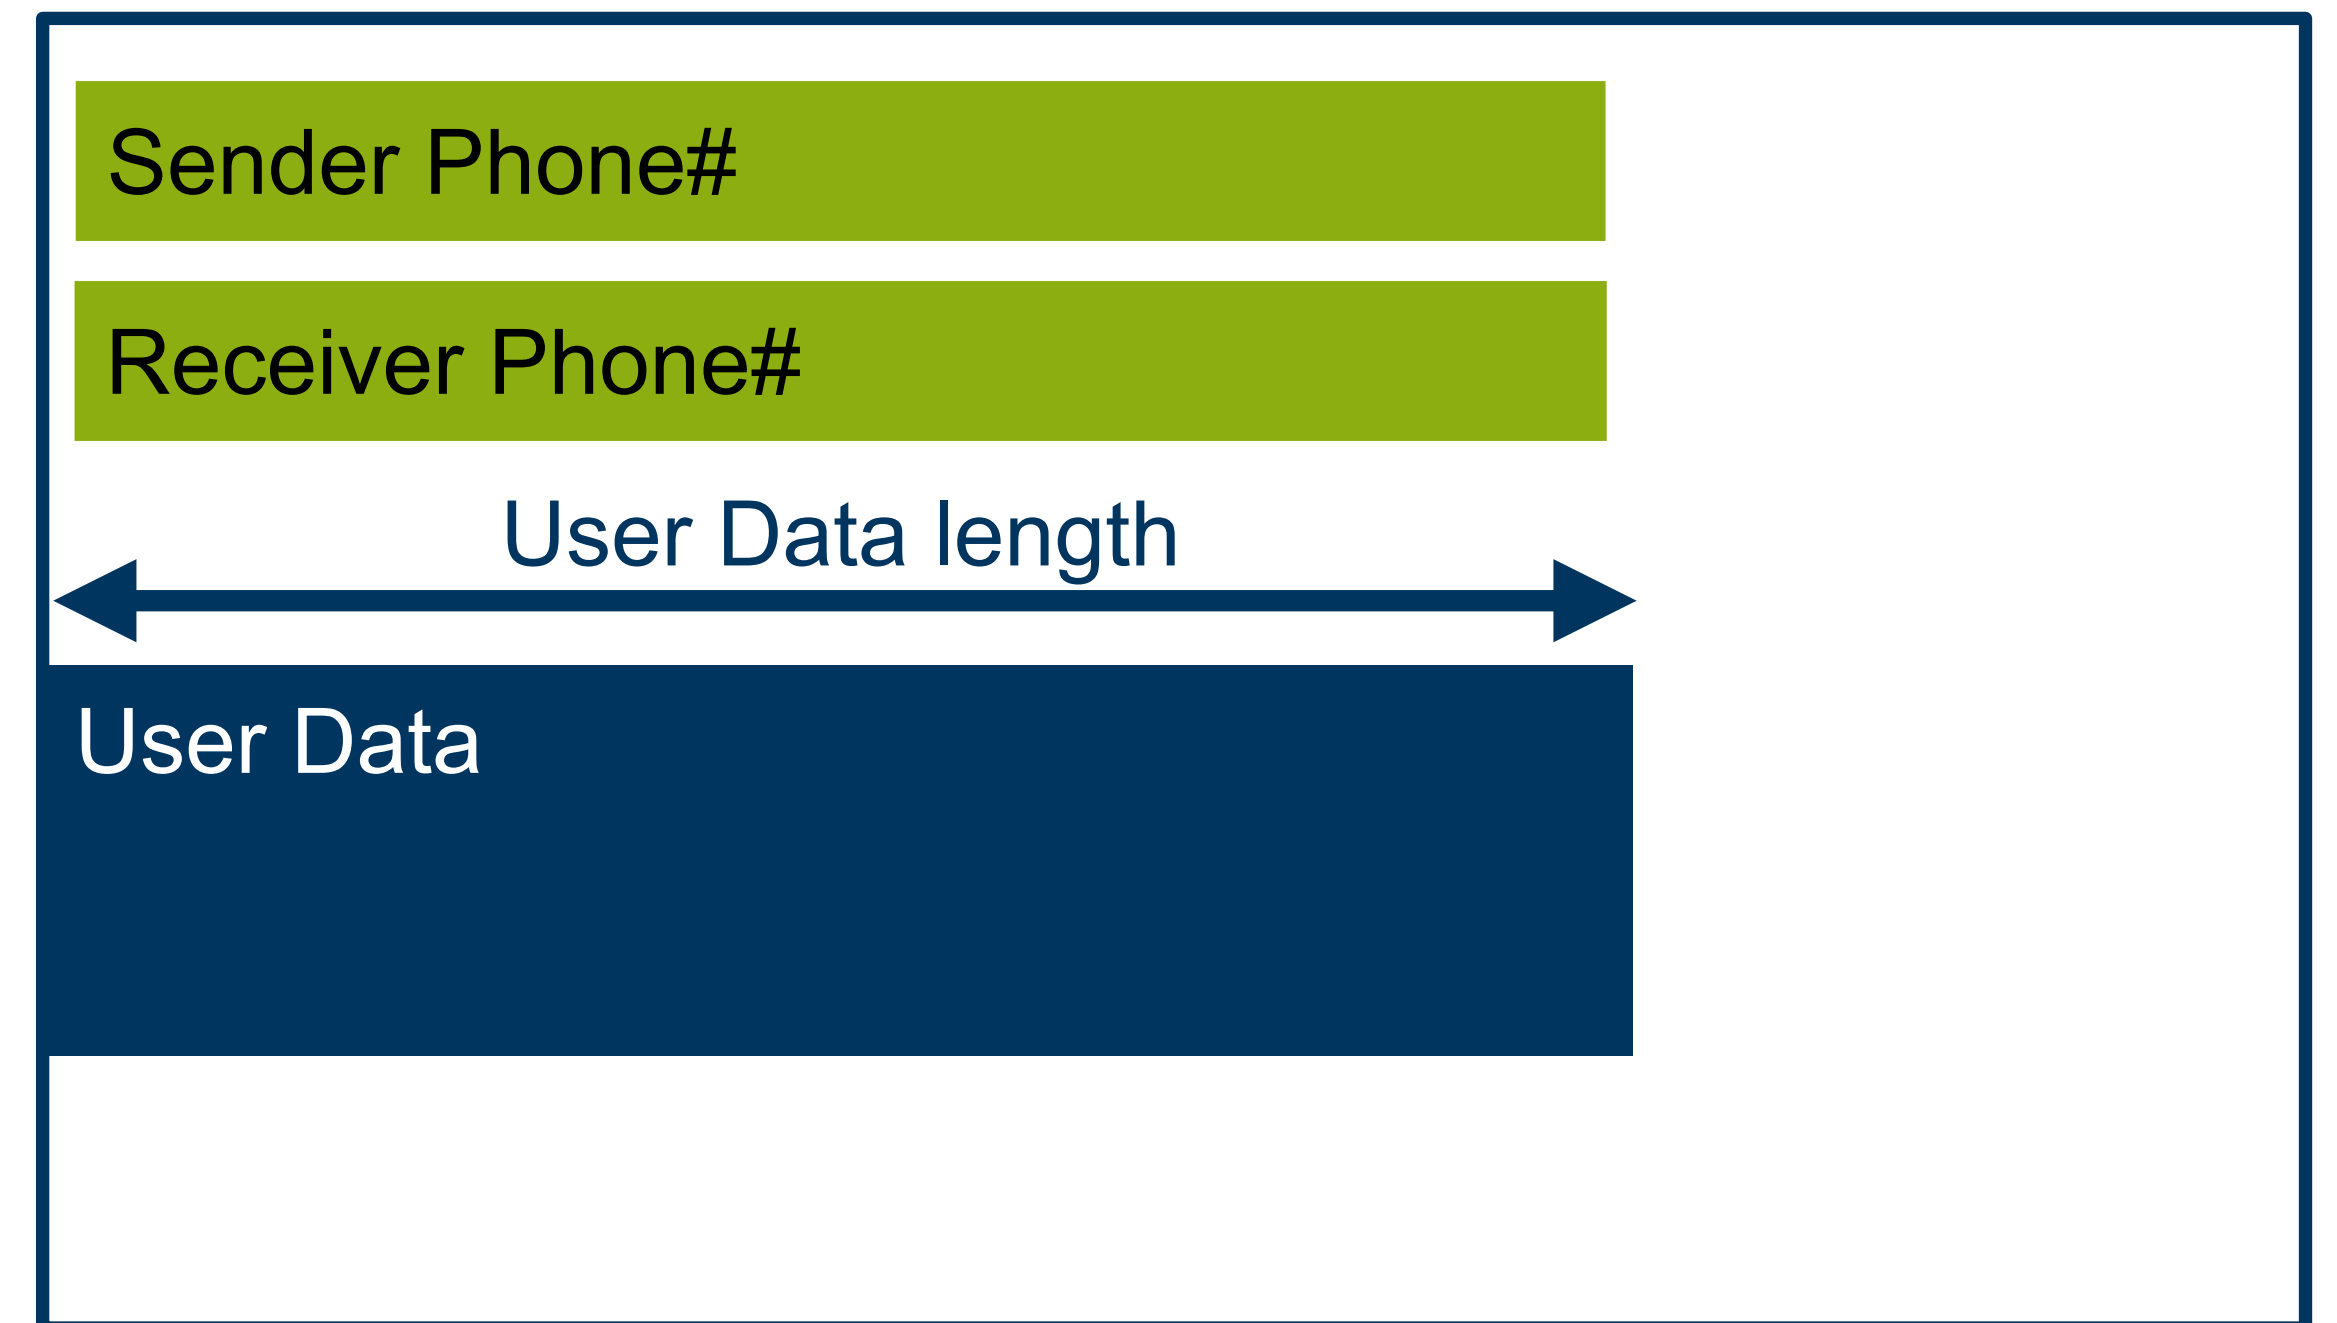 Sender Phone#
Receiver Phone#
User Data length
User Data